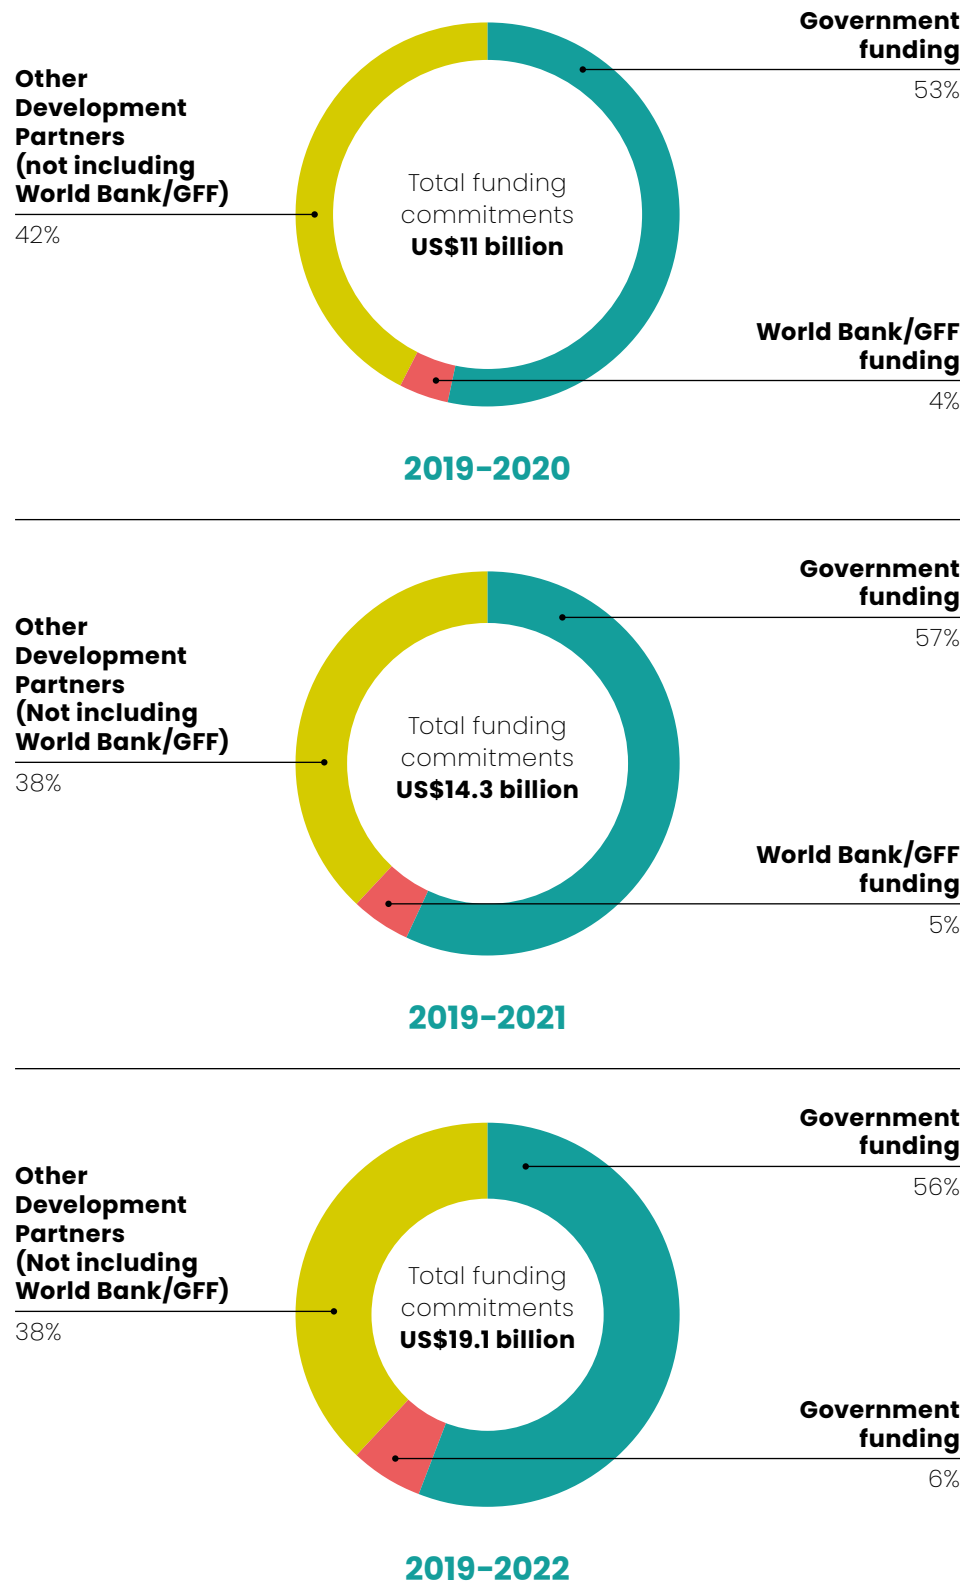 Government
funding
53%
Other
Development
Partners
(not including
World Bank/GFF)
42%
Total funding
commitments
US$11 billion
World Bank/GFF
funding
4%
2019-2020
Government
funding
57%
Other
Development
Partners
(Not including
World Bank/GFF)
38%
Total funding
commitments
US$14.3 billion
World Bank/GFF
funding
5%
2019-2021
Government
funding
56%
Other
Development
Partners
(Not including
World Bank/GFF)
38%
Total funding
commitments
US$19.1 billion
Government
funding
6%
2019-2022